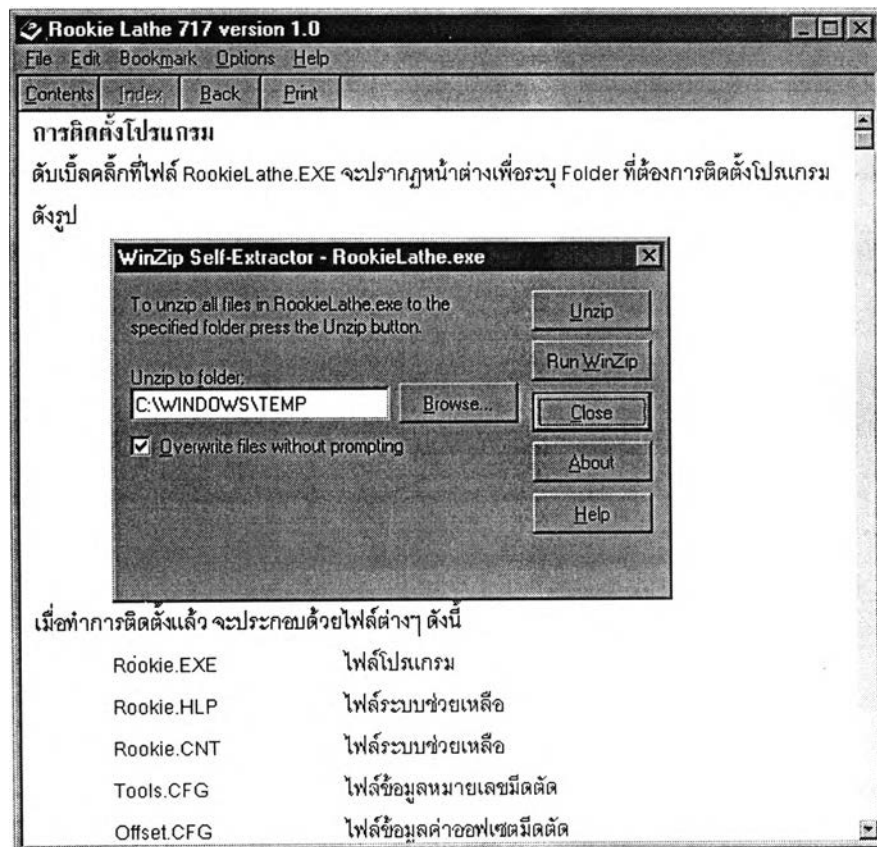 Rookie Lathe 717 version 1.0
File Edit Bookmark Options Help
Contents Index Back Print
การติดตั้งโปรแกรม
ดับเบิ้ลคลิ๊กที่ไฟล์ RookieLathe.EXE จะปรากฏหน้าต่างเพื่อระบุ Folder ที่ต้องการติดตั้งโปรแกรม
ดังรูป
WinZip Self-Extractor - RookieLathe.exe
To unzip all files in RookieLathe.exe to the
specified folder press the Unzip button.
Unzip
Run WinZip
Unzip to folder:
C:\WINDOWS\TEMP
Browse...
Close
Overwrite files without prompting
About
Help
เมื่อทำการติดตั้งแล้ว จะประกอบด้วยไฟล์ต่างๆ ดังนี้
Rookie.EXE ไฟล์โปรแกรม
Rookie.HLP ไฟล์ระบบช่วยเหลือ
Rookie.CNT ไฟล์ระบบช่วยเหลือ
Tools.CFG ไฟล์ข้อมูลหมายเลขมีดตัด
Offset.CFG ไฟล์ข้อมูลค่าออฟเซตมีดตัด